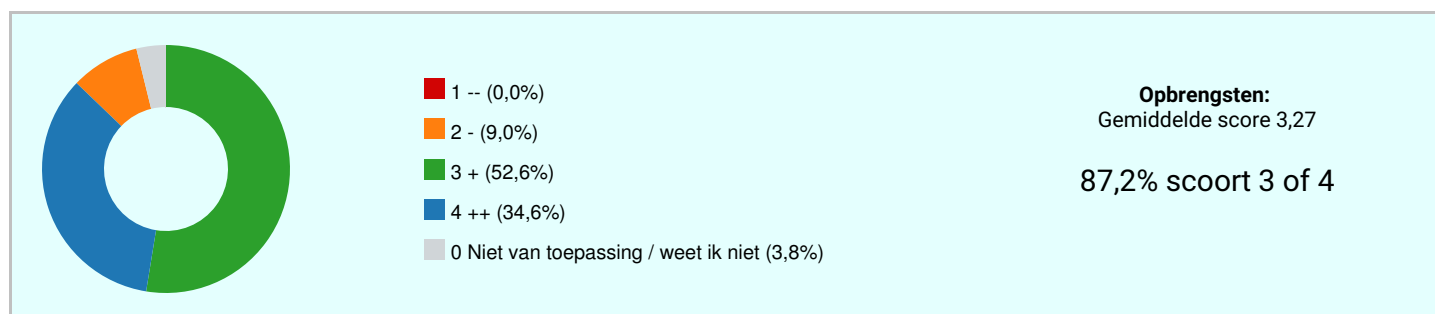 1 -- (0,0%)
2 - (9,0%)
3 + (52,6%)
4 ++ (34,6%)
0 Niet van toepassing / weet ik niet (3,8%)
Opbrengsten:
Gemiddelde score 3,27
87,2% scoort 3 of 4